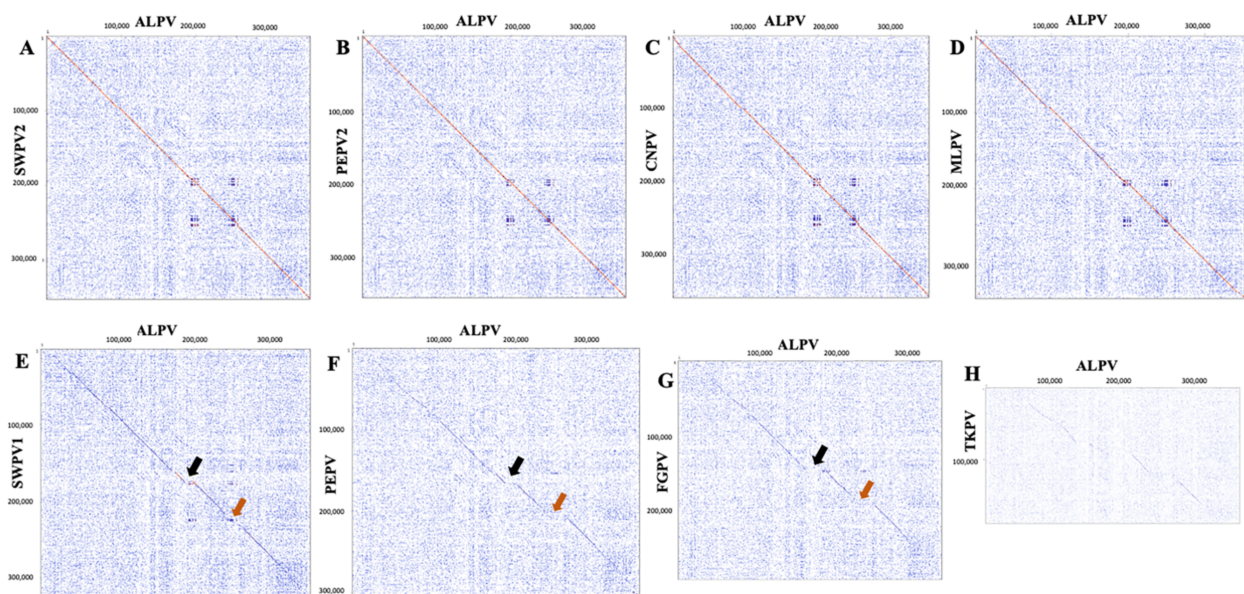 ALPV ALPV ALPV ALPV
100,000 200,000 300,000 100,000 200,000 300,000 100,000 200,000 300,000 100,000 200,000 300,000
A B C D
SWPV2 PEPV2 CNPV MLPV
100,000 100,000 100,000 100,000
200,000 200,000 200,000 200,000
300,000 300,000 300,000 300,000
ALPV ALPV ALPV ALPV
100,000 200,000 300,000 100,000 200,000 300,000 100,000 200,000 300,000 100,000 200,000 300,000
E F G H
SWPV1 PEPV FGPV TKPV
100,000 100,000 100,000 100,000
200,000 200,000 200,000
300,000 300,000